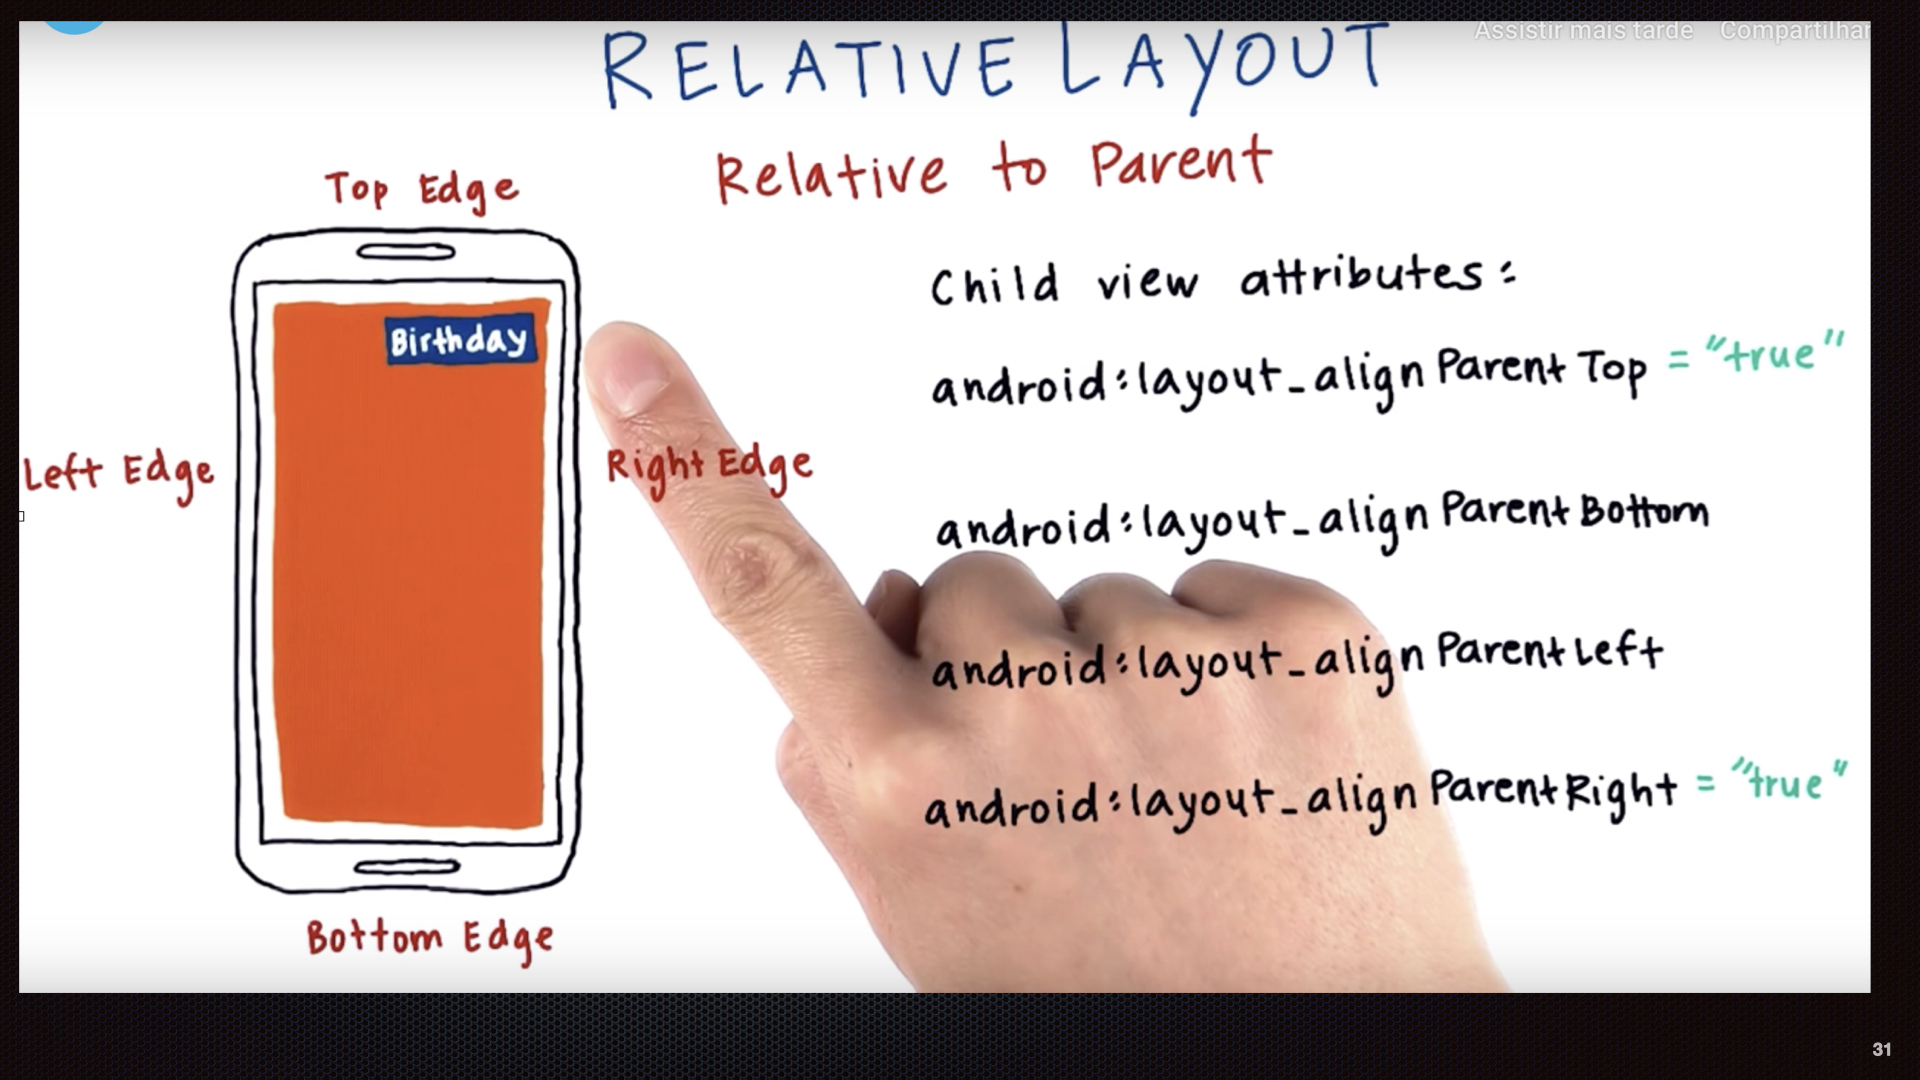 Assistir mais tarde Compartilhar
RELATIVE LAYOUT
Relative to Parent
Top Edge
Birthday
Left Edge
Right Edge
Bottom Edge
Child view attributes:
android:layout_alignParentTop = "true"
android:layout_alignParentBottom
android:layout_alignParentLeft
android:layout_alignParentRight = "true"
31